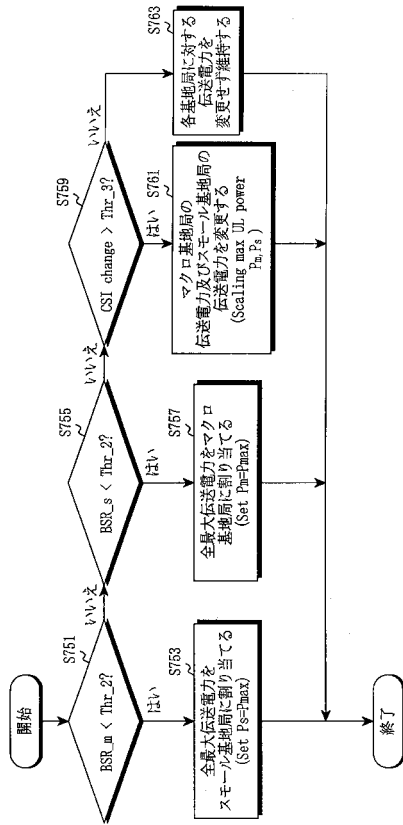 開始
S751
BSR_m < Thr_2?
いいえ
はい
S753
全最大伝送電力を
スモール基地局に割り当てる
(Set Ps=Pmax)
S755
BSR_s < Thr_2?
いいえ
はい
S757
全最大伝送電力をマクロ
基地局に割り当てる
(Set Pm=Pmax)
S759
CSI change > Thr_3?
いいえ
はい
S761
マクロ基地局の
伝送電力及びスモール基地局の
伝送電力を変更する
(Scaling max UL power
Pm,Ps )
S763
各基地局に対する
伝送電力を
変更せず維持する
終了